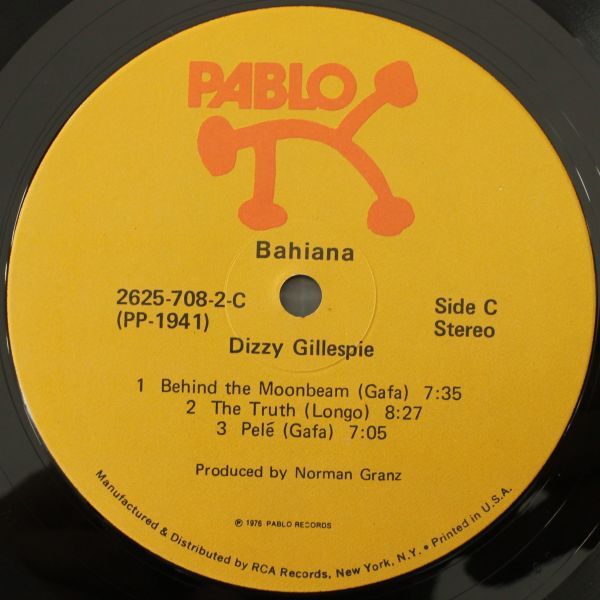 PABLO
Bahiana
2625-708-2-C
(PP-1941)
Side C
Stereo
Dizzy Gillespie
1 Behind the Moonbeam (Gafa) 7:35
2 The Truth (Longo) 8:27
3 Pelé (Gafa) 7:05
Produced by Norman Granz
℗ 1976 PABLO RECORDS
Manufactured & Distributed by RCA Records, New York, N.Y. • Printed in U.S.A.